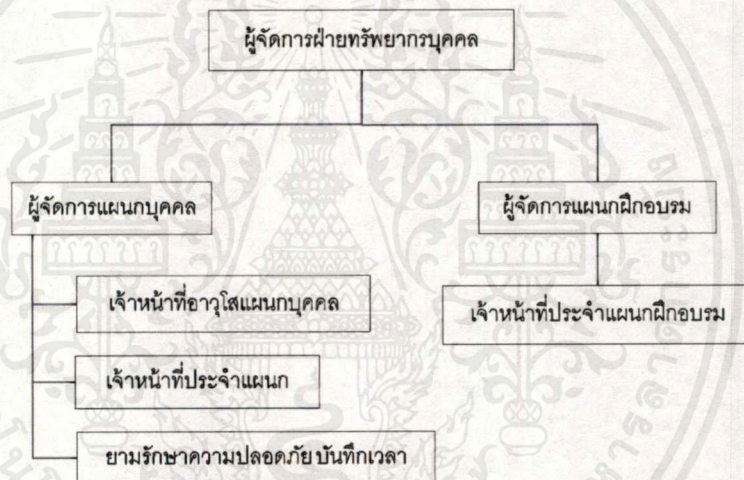 ผู้จัดการฝ่ายทรัพยากรบุคคล
ผู้จัดการแผนกบุคคล
ผู้จัดการแผนกฝึกอบรม
เจ้าหน้าที่อาวุโสแผนกบุคคล
เจ้าหน้าที่ประจำแผนกฝึกอบรม
เจ้าหน้าที่ประจำแผนก
ยามรักษาความปลอดภัย บันทึกเวลา